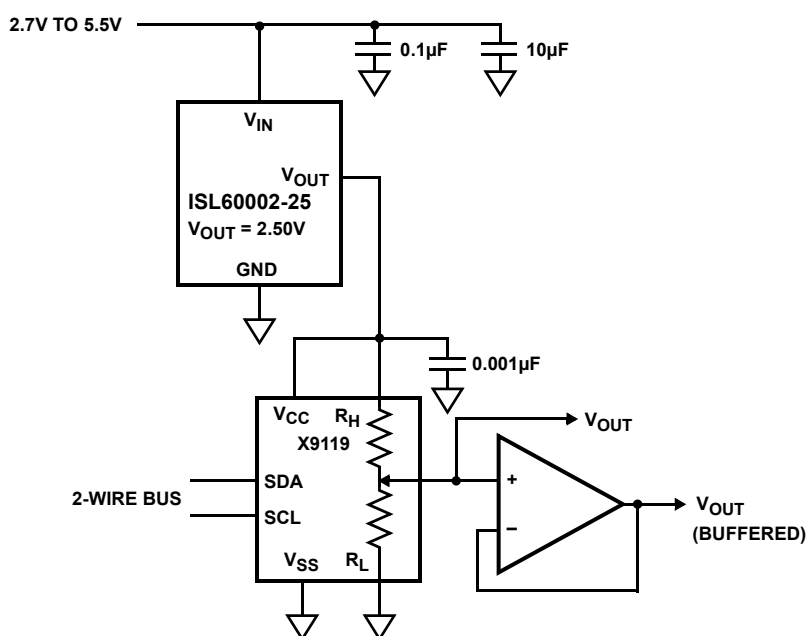 2.7V TO 5.5V
0.1µF
10µF
VIN
VOUT
ISL60002-25
VOUT = 2.50V
GND
0.001µF
VCC
RH
X9119
VOUT
2-WIRE BUS
SDA
SCL
+
−
VOUT
(BUFFERED)
VSS
RL